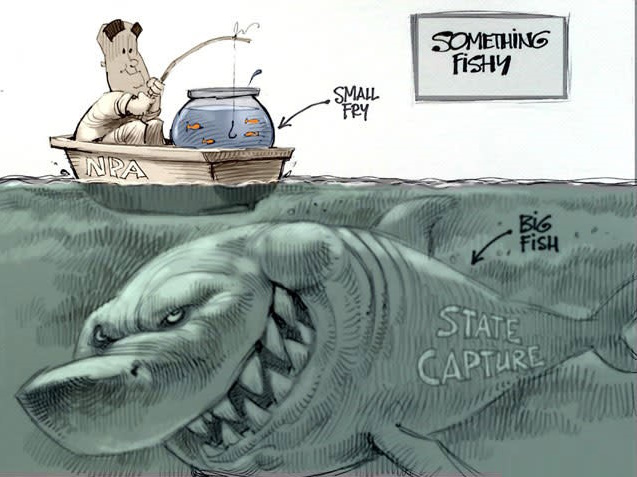 SOMETHING
FISHY
SMALL
FRY
NPA
BIG
FISH
STATE
CAPTURE